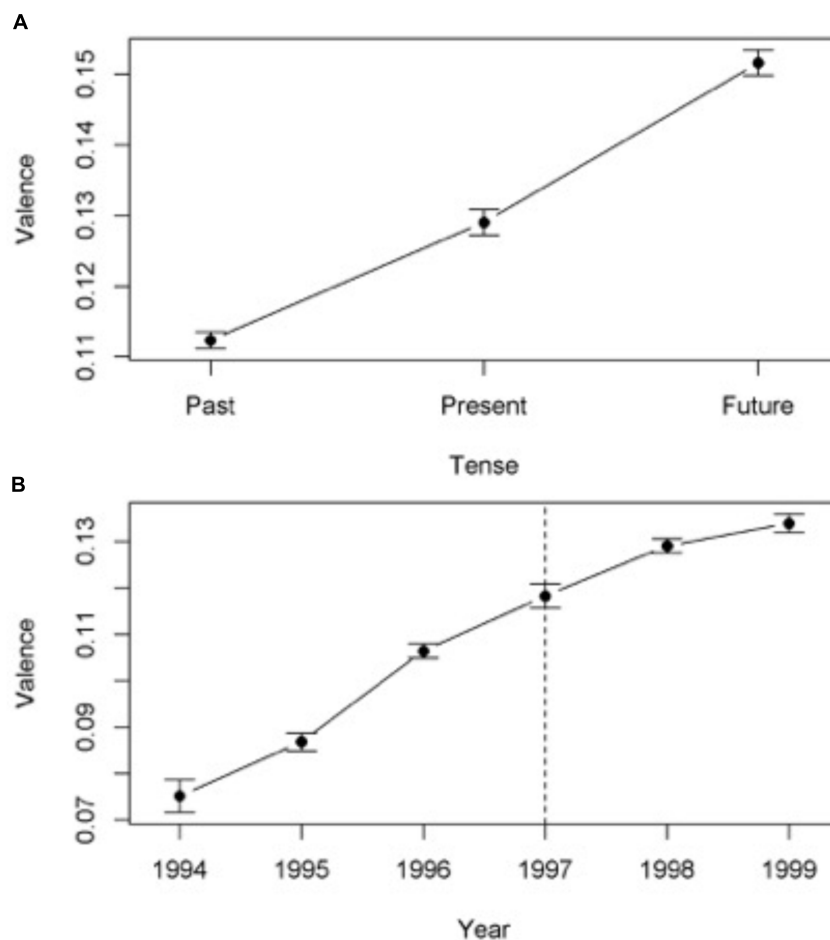 A
Valence
0.15
0.14
0.13
0.12
0.11
Past Present Future
Tense
B
Valence
0.13
0.11
0.09
0.07
1994 1995 1996 1997 1998 1999
Year